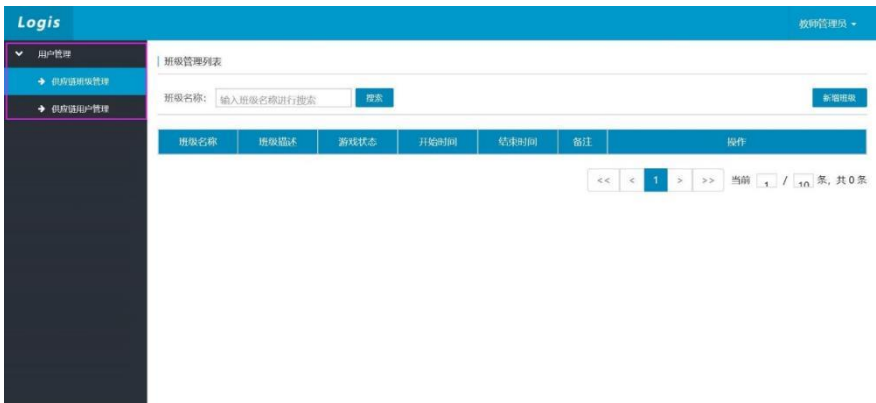 Logis
教师管理员
用户管理
供应链班级管理
供应链用户管理
班级管理列表
班级名称: 输入班级名称进行搜索 搜索 新增班级
班级名称 班级描述 游戏状态 开始时间 结束时间 备注 操作
<< < 1 > >> 当前 1 / 10 条, 共 0 条